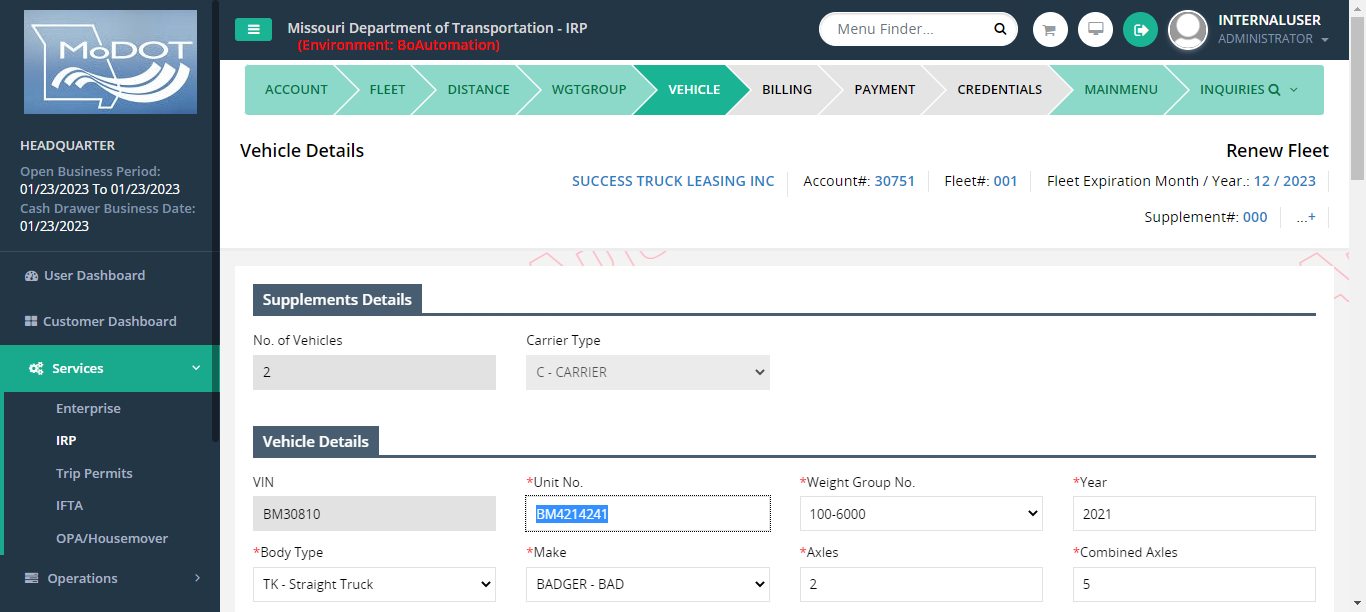 MoDOT
HEADQUARTER
Open Business Period:
01/23/2023 To 01/23/2023
Cash Drawer Business Date:
01/23/2023
User Dashboard
Customer Dashboard
Services
Enterprise
IRP
Trip Permits
IFTA
OPA/Housemover
Operations
Missouri Department of Transportation - IRP
(Environment: BoAutomation)
Menu Finder...
INTERNALUSER
ADMINISTRATOR
ACCOUNT FLEET DISTANCE WGTGROUP VEHICLE BILLING PAYMENT CREDENTIALS MAINMENU INQUIRIES
Vehicle Details Renew Fleet
SUCCESS TRUCK LEASING INC Account#: 30751 Fleet#: 001 Fleet Expiration Month / Year.: 12 / 2023
Supplement#: 000 ...+
Supplements Details
No. of Vehicles Carrier Type
2 C - CARRIER
Vehicle Details
VIN *Unit No. *Weight Group No. *Year
BM30810 BM4214241 100-6000 2021
*Body Type *Make *Axles *Combined Axles
TK - Straight Truck BADGER - BAD 2 5